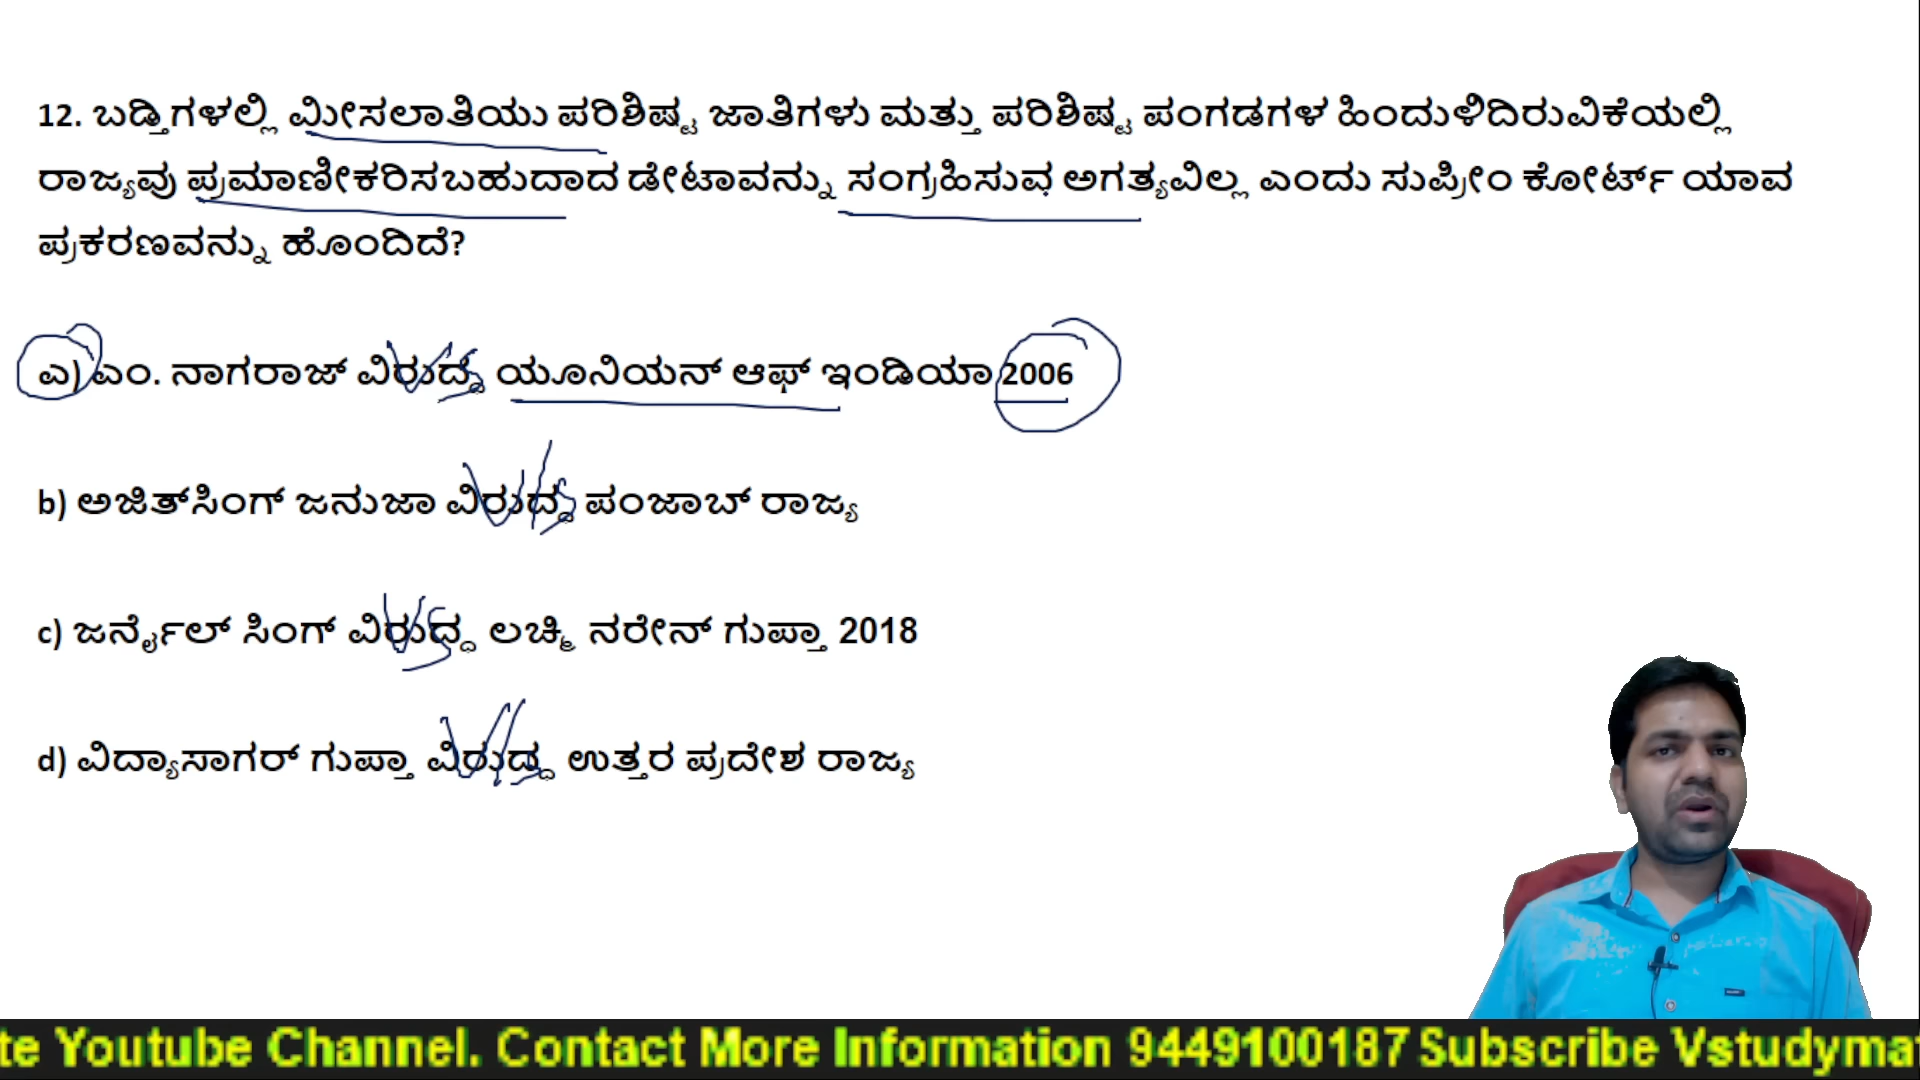 12. ಬಡ್ತಿಗಳಲ್ಲಿ ಮೀಸಲಾತಿಯು ಪರಿಶಿಷ್ಟ ಜಾತಿಗಳು ಮತ್ತು ಪರಿಶಿಷ್ಟ ಪಂಗಡಗಳ ಹಿಂದುಳಿದಿರುವಿಕೆಯಲ್ಲಿ
ರಾಜ್ಯವು ಪ್ರಮಾಣೀಕರಿಸಬಹುದಾದ ಡೇಟಾವನ್ನು ಸಂಗ್ರಹಿಸುವ ಅಗತ್ಯವಿಲ್ಲ ಎಂದು ಸುಪ್ರೀಂ ಕೋರ್ಟ್ ಯಾವ
ಪ್ರಕರಣವನ್ನು ಹೊಂದಿದೆ?
ಎ) ಎಂ. ನಾಗರಾಜ್ ವಿರುದ್ಧ ಯೂನಿಯನ್ ಆಫ್ ಇಂಡಿಯಾ 2006
b) ಅಜಿತ್‌ಸಿಂಗ್ ಜನುಜಾ ವಿರುದ್ಧ ಪಂಜಾಬ್ ರಾಜ್ಯ
c) ಜರ್ನೈಲ್ ಸಿಂಗ್ ವಿರುದ್ಧ ಲಚ್ಮಿ ನರೇನ್ ಗುಪ್ತಾ 2018
d) ವಿದ್ಯಾಸಾಗರ್ ಗುಪ್ತಾ ವಿರುದ್ಧ ಉತ್ತರ ಪ್ರದೇಶ ರಾಜ್ಯ
te Youtube Channel. Contact More Information 9449100187 Subscribe Vstudymat